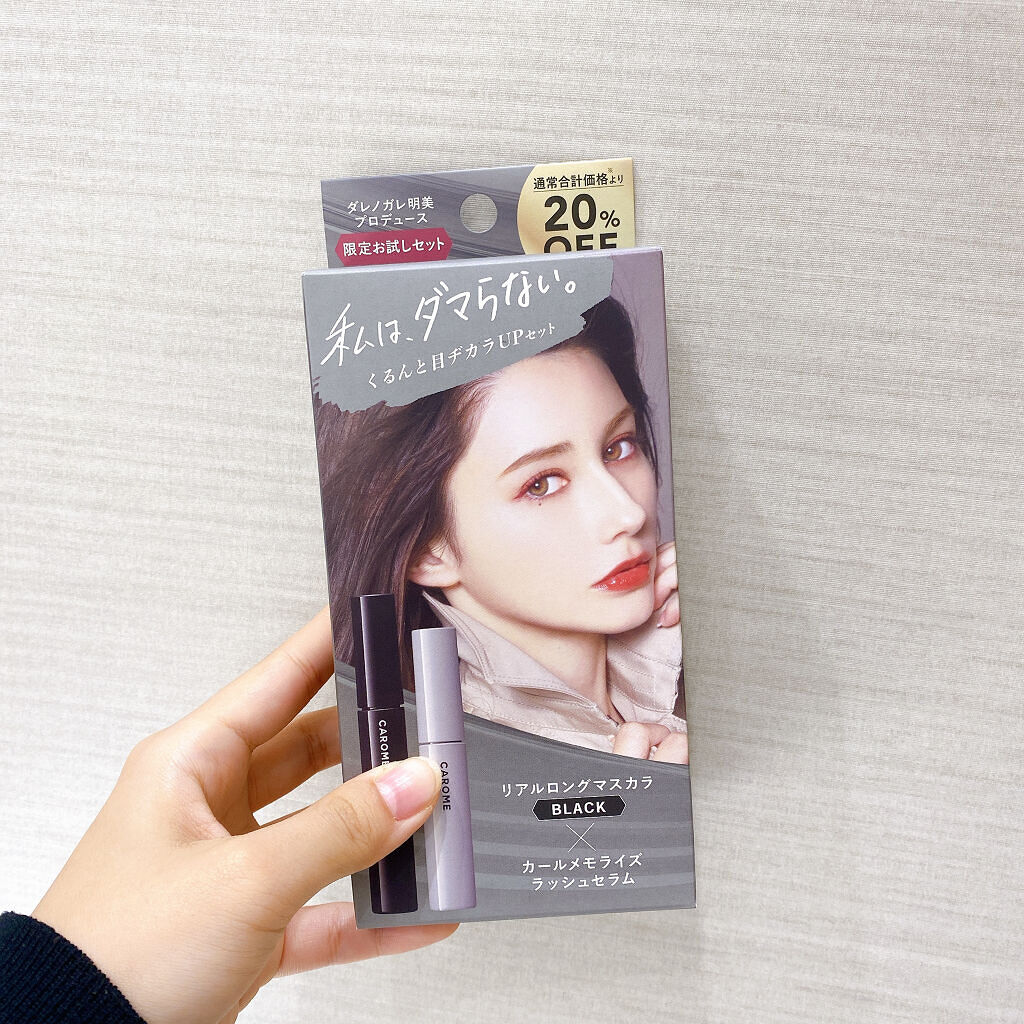 ダレノガレ明美
プロデュース
限定お試しセット
通常合計価格※より
20%
OFF
私は、ダマらない。
くるんと目ヂカラUPセット
CAROME
CAROME
リアルロングマスカラ
BLACK
カールメモライズ
ラッシュセラム